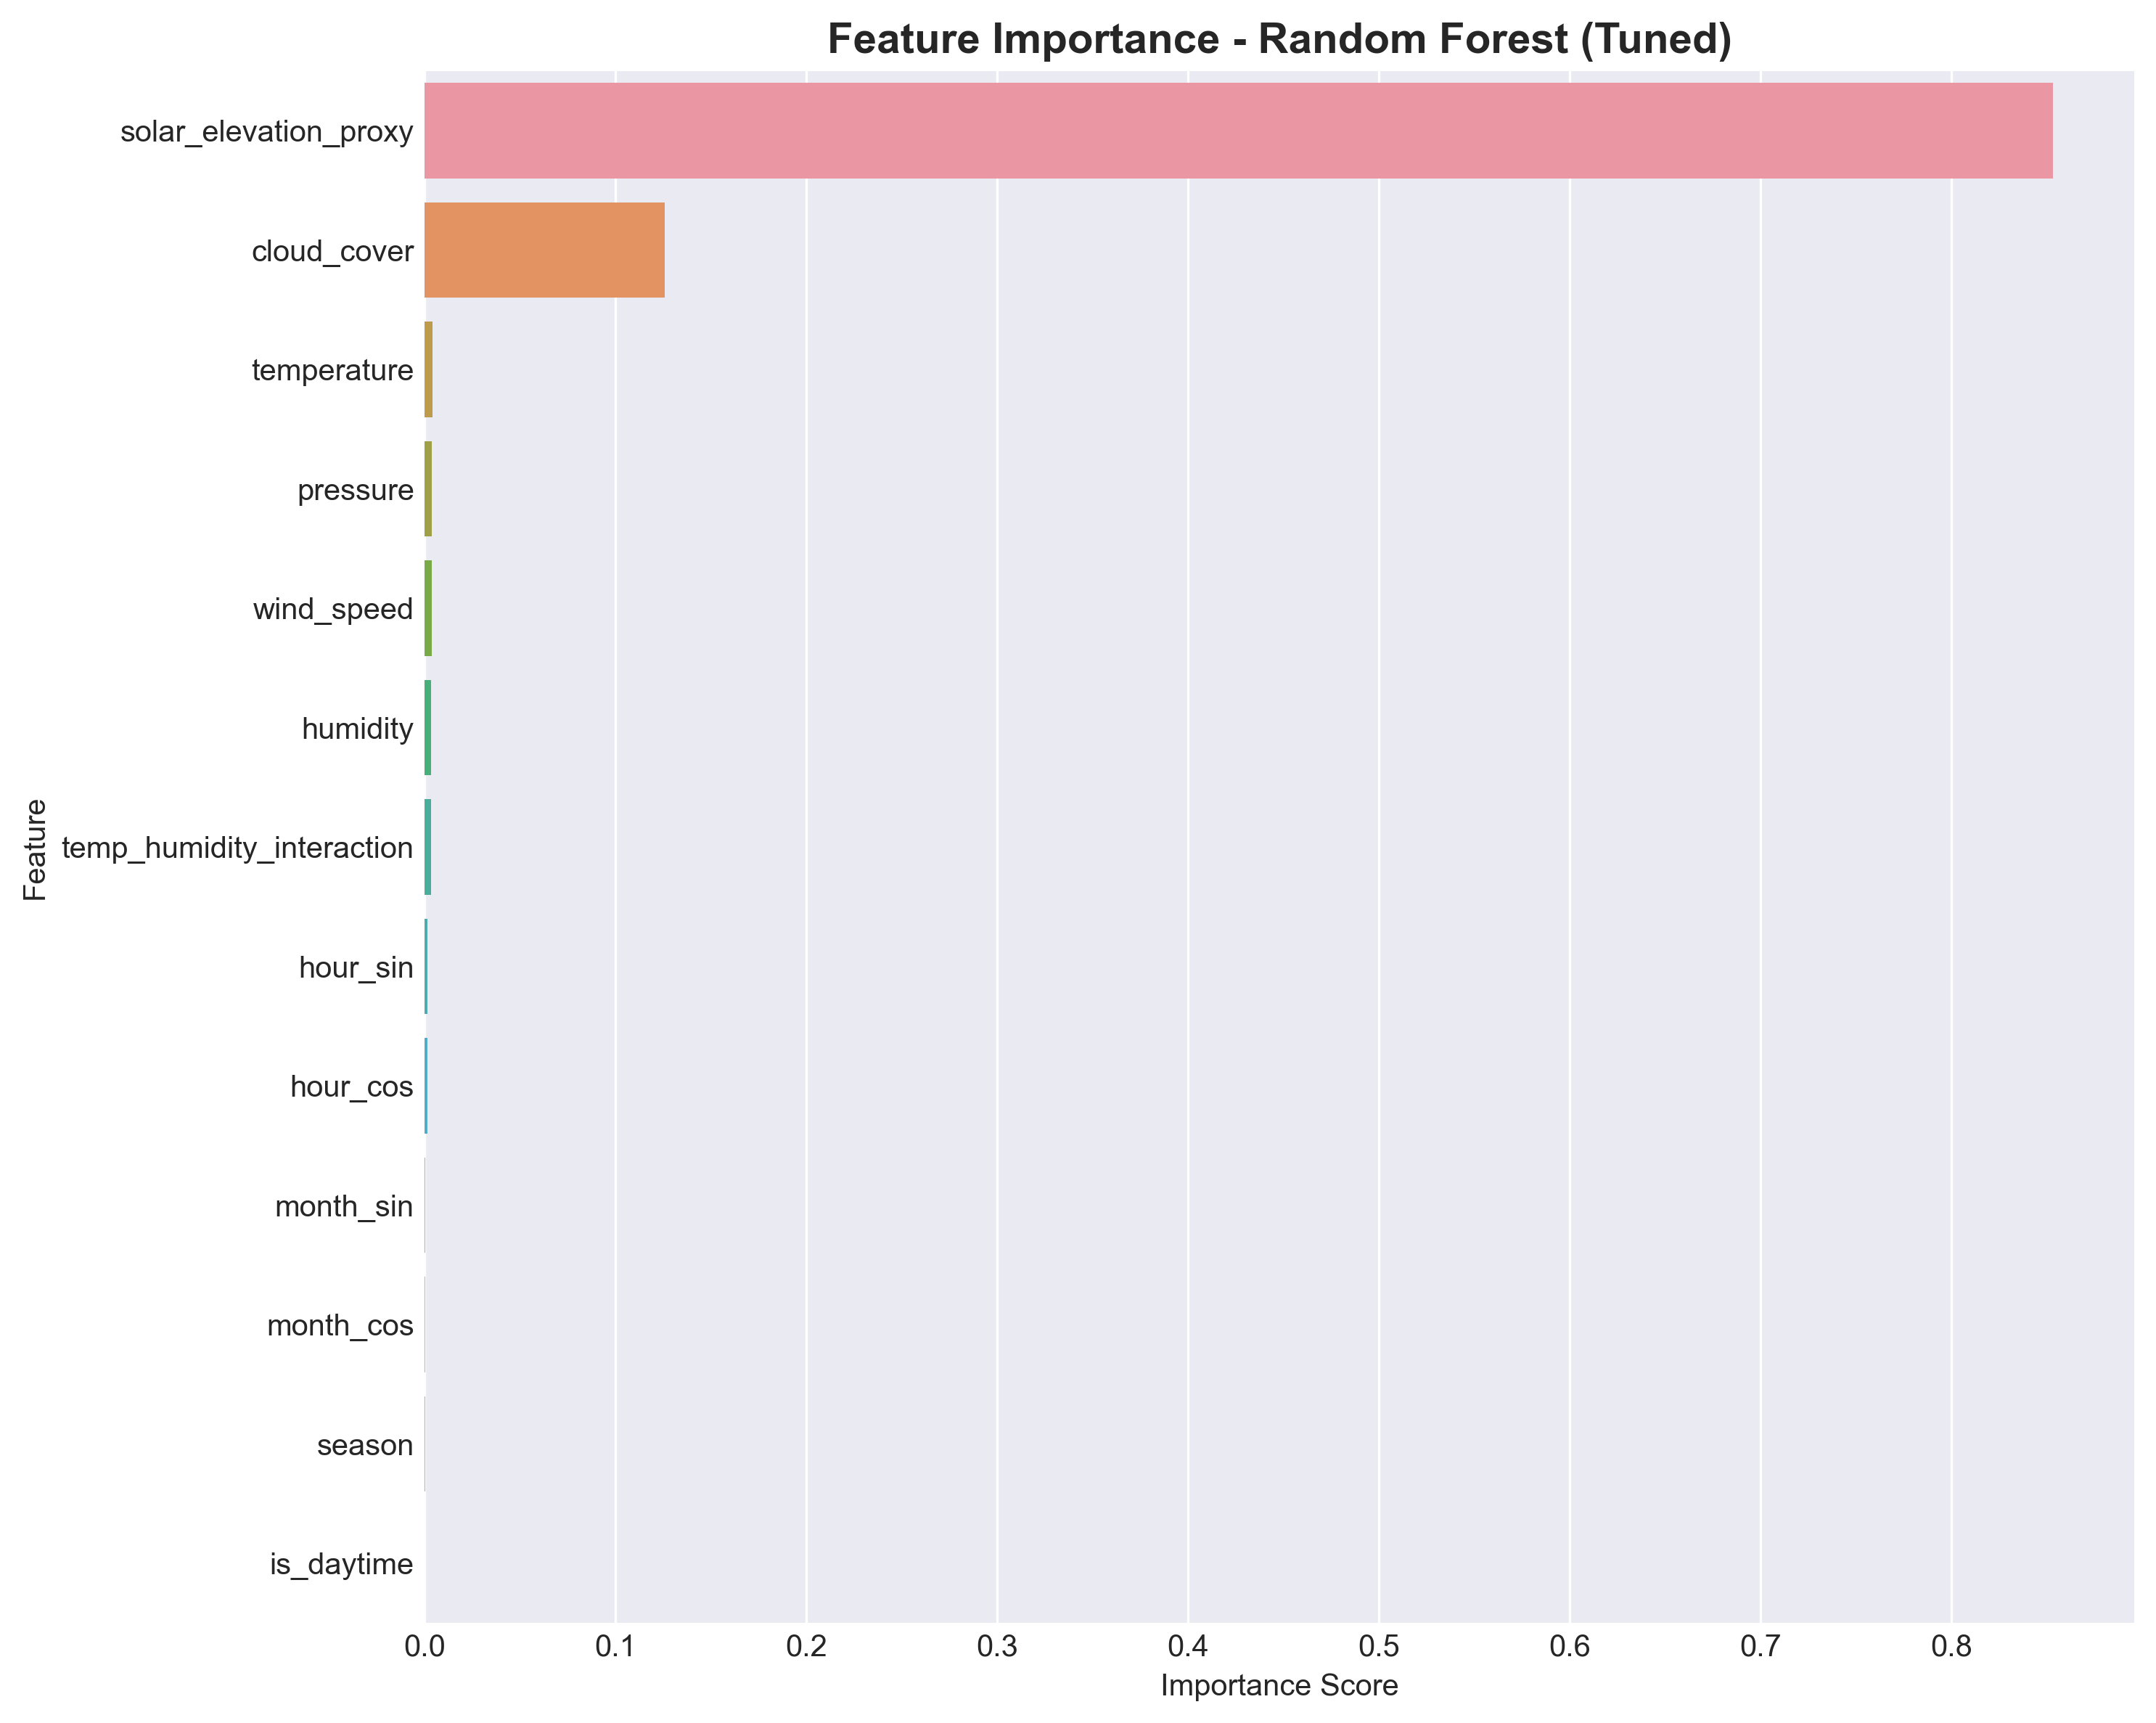 Feature Importance - Random Forest (Tuned)
solar_elevation_proxy
cloud_cover
temperature
pressure
wind_speed
humidity
temp_humidity_interaction
hour_sin
hour_cos
month_sin
month_cos
season
is_daytime
Feature
0.0 0.1 0.2 0.3 0.4 0.5 0.6 0.7 0.8
Importance Score